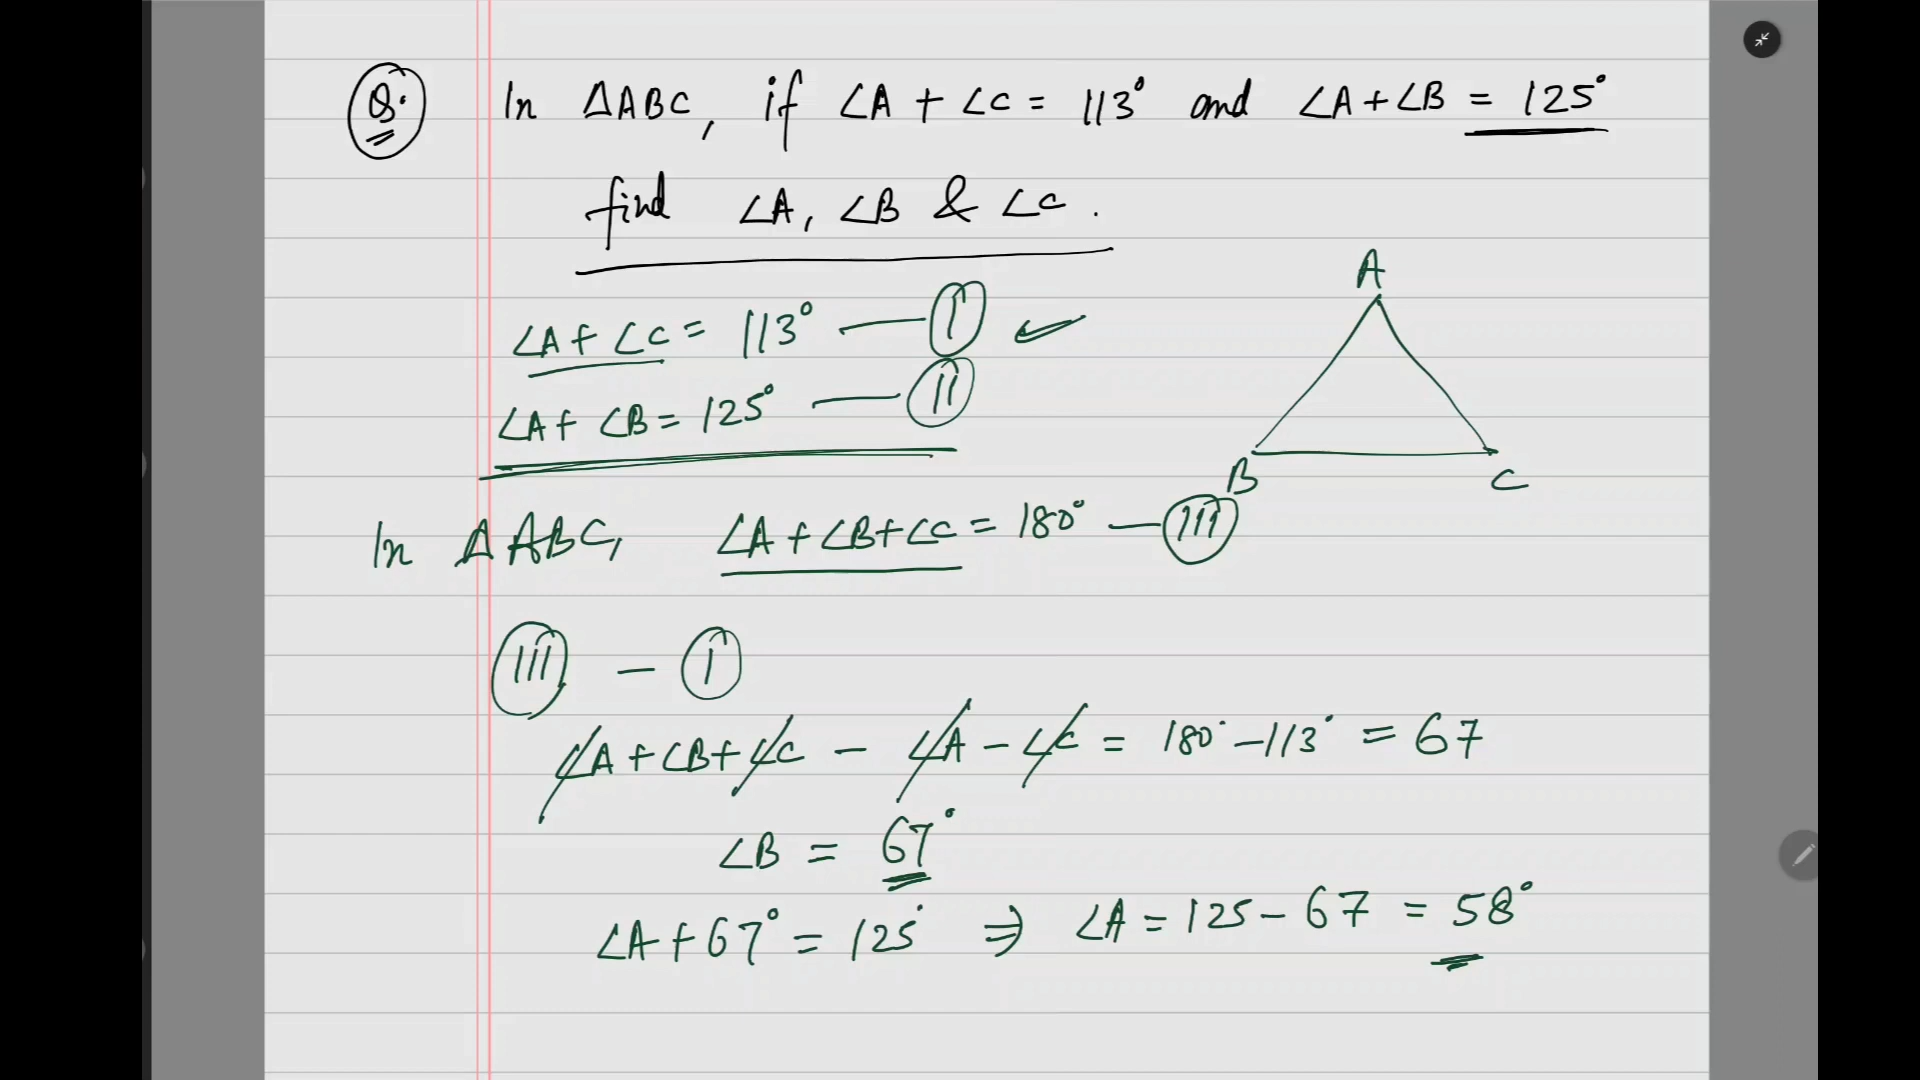 Q. In ΔABC, if ∠A + ∠C = 113° and ∠A + ∠B = 125°
find ∠A, ∠B & ∠C.
A
∠A + ∠C = 113° — I
∠A + ∠B = 125° — II
B
C
In ΔABC, ∠A + ∠B + ∠C = 180° — III
III − I
∠A + ∠B + ∠C − ∠A − ∠C = 180° − 113° = 67
∠B = 67°
∠A + 67° = 125° ⇒ ∠A = 125 − 67 = 58°